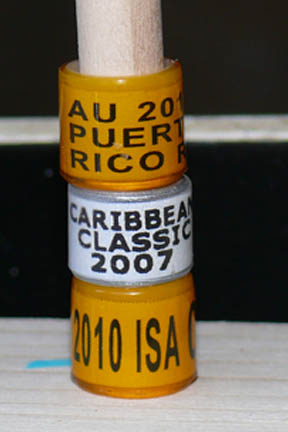 AU 201
PUERT
RICO R
CARIBBEAN
CLASSIC
2007
2010 ISA